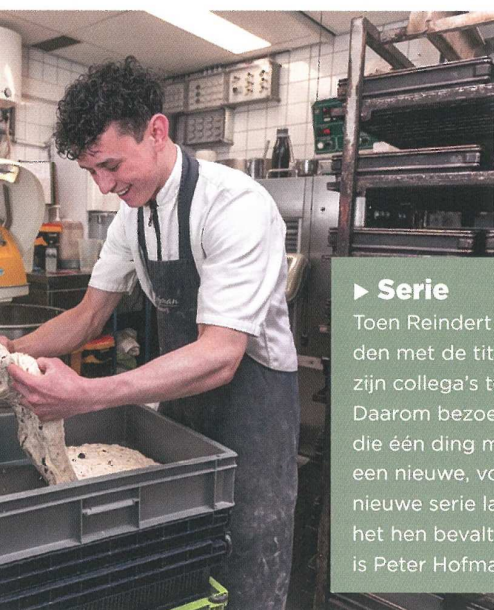 ▶ Serie
Toen Reindert
den met de tit
zijn collega's t
Daarom bezoe
die één ding m
een nieuwe, vo
nieuwe serie la
het hen bevalt
is Peter Hofma